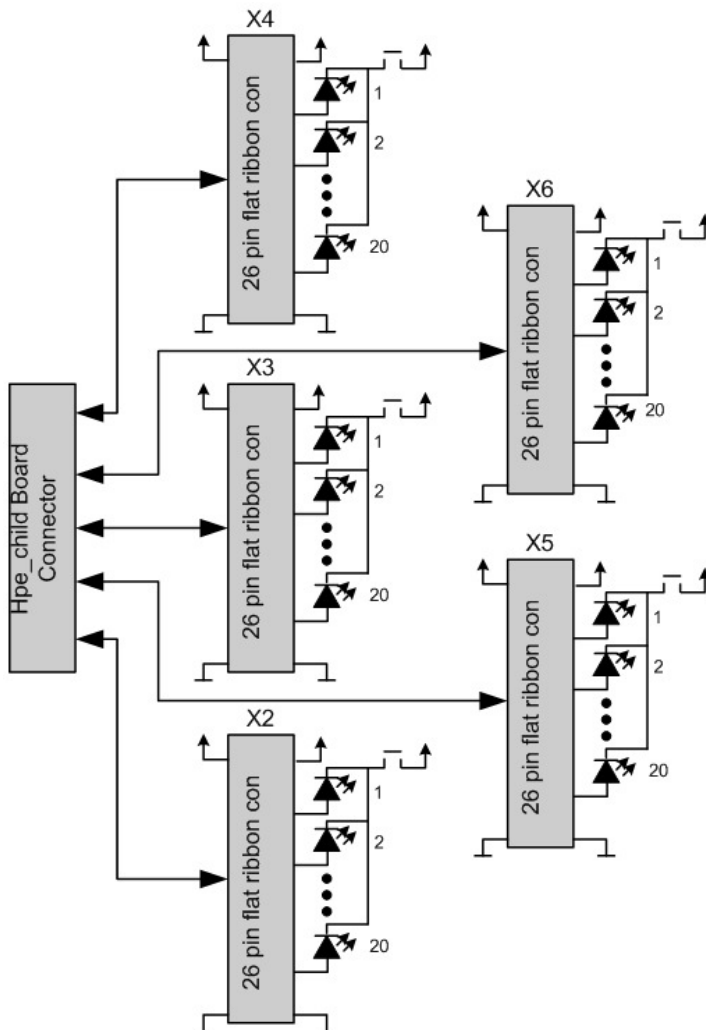 X4
26 pin flat ribbon con
1
2
20
X6
26 pin flat ribbon con
1
2
20
X3
26 pin flat ribbon con
1
2
20
Hpe_child Board
Connector
X5
26 pin flat ribbon con
1
2
20
X2
26 pin flat ribbon con
1
2
20